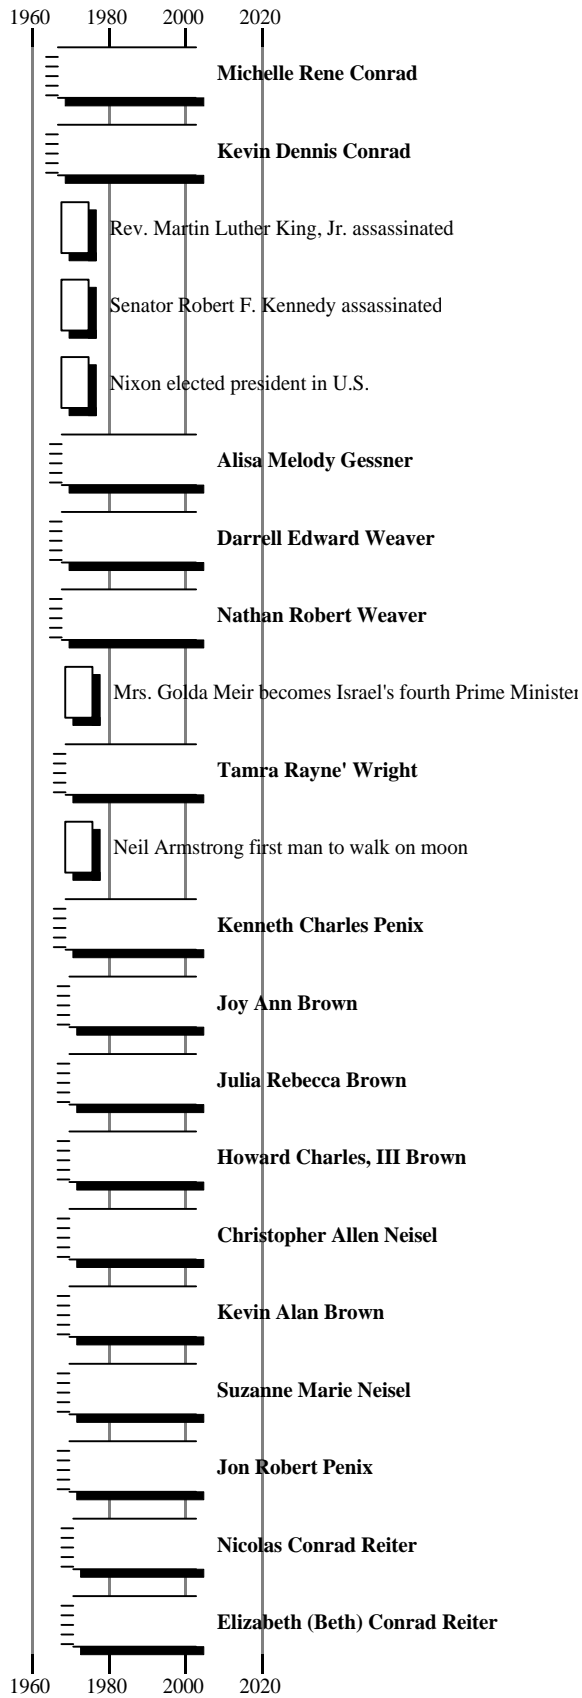 1960 1980 2000 2020
Michelle Rene Conrad
Kevin Dennis Conrad
Rev. Martin Luther King, Jr. assassinated
Senator Robert F. Kennedy assassinated
Nixon elected president in U.S.
Alisa Melody Gessner
Darrell Edward Weaver
Nathan Robert Weaver
Mrs. Golda Meir becomes Israel's fourth Prime Minister
Tamra Rayne' Wright
Neil Armstrong first man to walk on moon
Kenneth Charles Penix
Joy Ann Brown
Julia Rebecca Brown
Howard Charles, III Brown
Christopher Allen Neisel
Kevin Alan Brown
Suzanne Marie Neisel
Jon Robert Penix
Nicolas Conrad Reiter
Elizabeth (Beth) Conrad Reiter
1960 1980 2000 2020